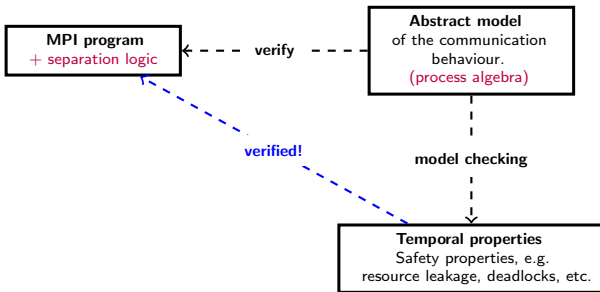 MPI program
+ separation logic
verify
Abstract model
of the communication
behaviour.
(process algebra)
verified!
model checking
Temporal properties
Safety properties, e.g.
resource leakage, deadlocks, etc.